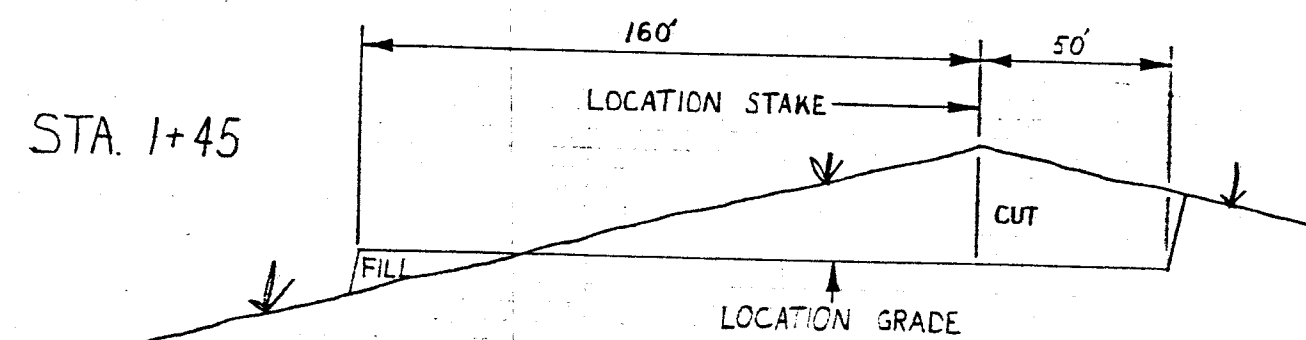 160'
50'
LOCATION STAKE
STA. 1+45
CUT
FILL
LOCATION GRADE